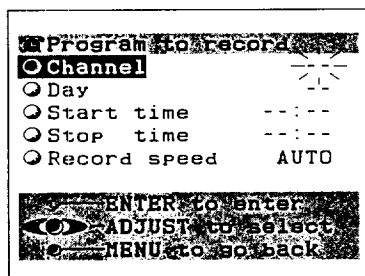 Program to record
Channel --
Day --
Start time --:--
Stop time --:--
Record speed AUTO
ENTER to enter
ADJUST to select
MENU to go back